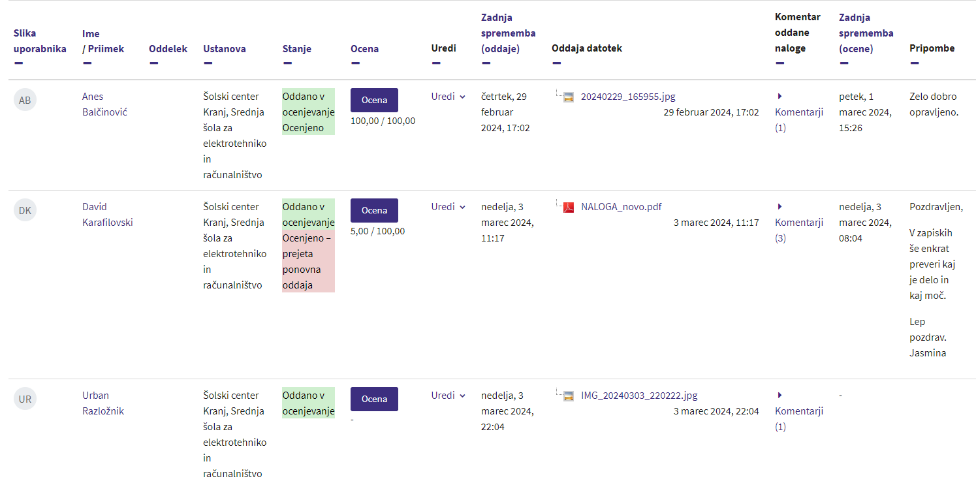 Slika uporabnika
Ime / Priimek
Oddelek
Ustanova
Stanje
Ocena
Uredi
Zadnja sprememba (oddaje)
Oddaja datotek
Komentar oddane naloge
Zadnja sprememba (ocene)
Pripombe
AB
Anes Balčinović
Šolski center
Kranj, Srednja
šola za
elektrotehniko
in
računalništvo
Oddano v
ocenjevanje
Ocenjeno
Ocena
100,00 / 100,00
Uredi
četrtek, 29
februar
2024, 17:02
20240229_165955.jpg
29 februar 2024, 17:02
Komentarji
(1)
petek, 1
marec 2024,
15:26
Zelo dobro
opravljeno.
DK
David
Karafilovski
Šolski center
Kranj, Srednja
šola za
elektrotehniko
in
računalništvo
Oddano v
ocenjevanje
Ocenjeno –
prejeta
ponovna
oddaja
Ocena
5,00 / 100,00
Uredi
nedelja, 3
marec 2024,
11:17
NALOGA_novo.pdf
3 marec 2024, 11:17
Komentarji
(3)
nedelja, 3
marec 2024,
08:04
Pozdravljen,
V zapiskih
še enkrat
preveri kaj
je delo in
kaj moč.
Lep
pozdrav.
Jasmina
UR
Urban
Razložnik
Šolski center
Kranj, Srednja
šola za
elektrotehniko
in
računalništvo
Oddano v
ocenjevanje
Ocena
-
Uredi
nedelja, 3
marec 2024,
22:04
IMG_20240303_220222.jpg
3 marec 2024, 22:04
Komentarji
(1)
-